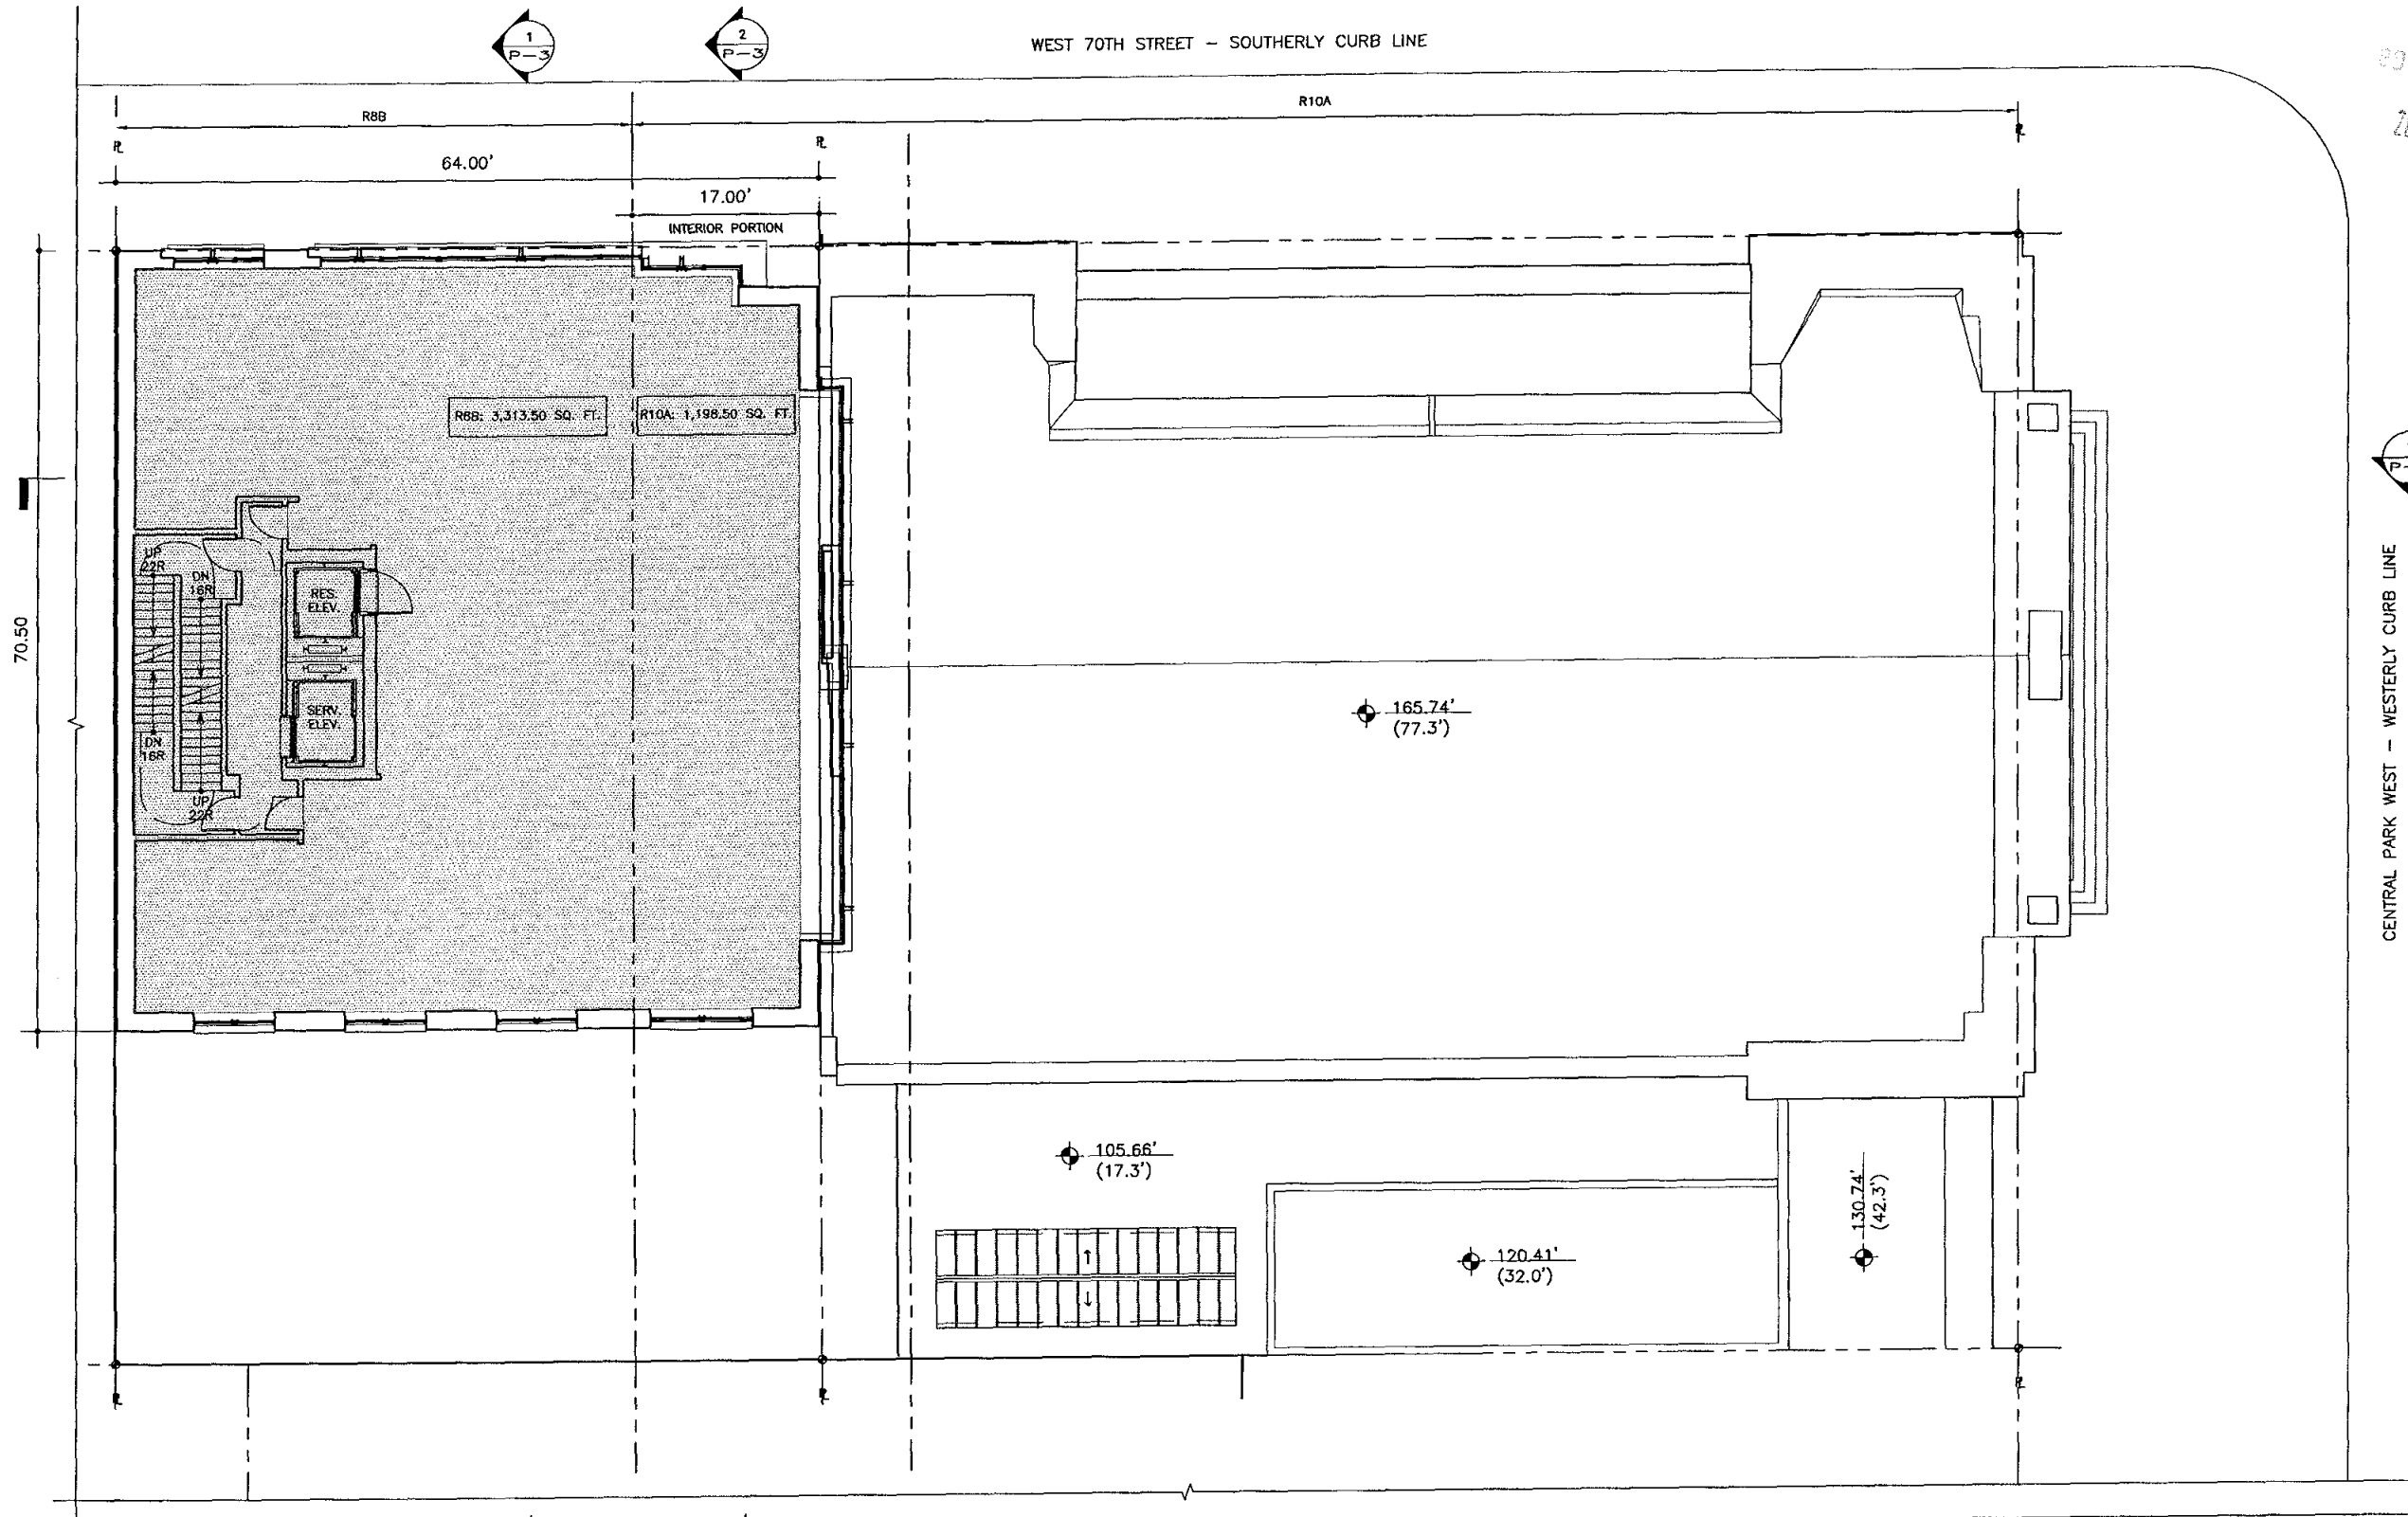 1
P-3
2
P-3
WEST 70TH STREET - SOUTHERLY CURB LINE
R8B
R10A
64.00'
17.00'
INTERIOR PORTION
R8B: 3,313.50 SQ. FT.
R10A: 1,198.50 SQ. FT.
70.50
UP
22R
DN
16R
RES.
ELEV.
SERV.
ELEV.
DN
16R
UP
22R
165.74'
(77.3')
105.66'
(17.3')
120.41'
(32.0')
130.74'
(42.3')
CENTRAL PARK WEST - WESTERLY CURB LINE